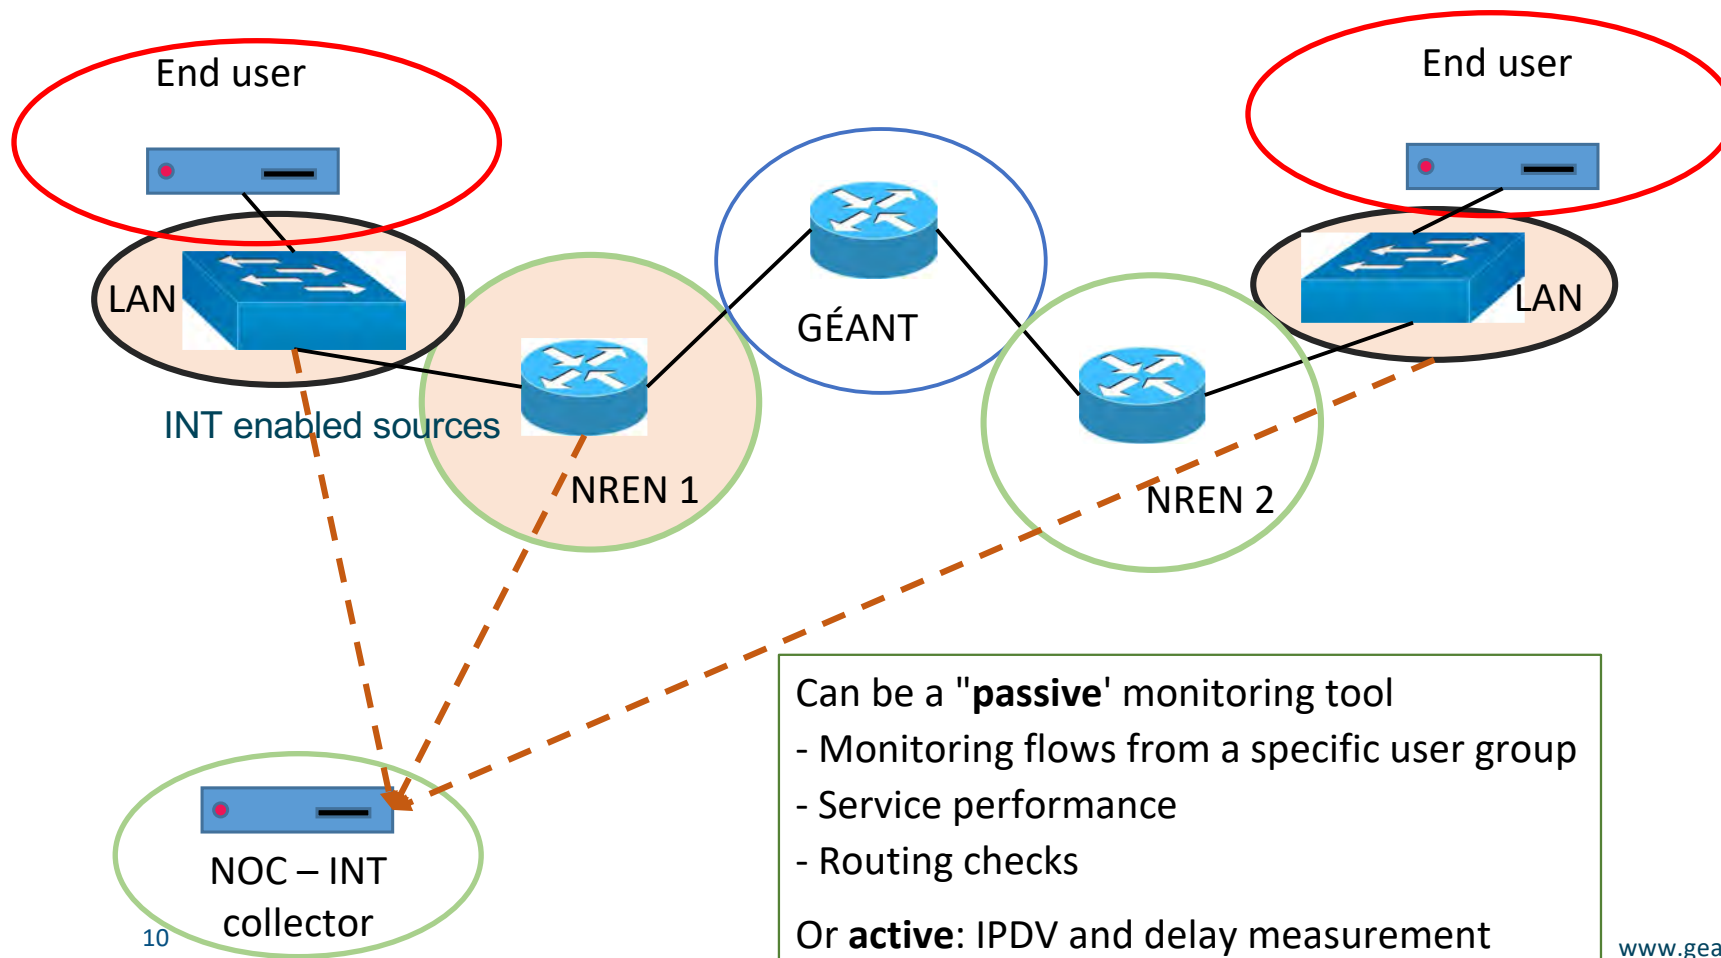 End user
End user
LAN
LAN
GÉANT
INT enabled sources
NREN 1
NREN 2
Can be a "passive' monitoring tool
- Monitoring flows from a specific user group
- Service performance
- Routing checks
Or active: IPDV and delay measurement
NOC – INT
collector
10
www.gea